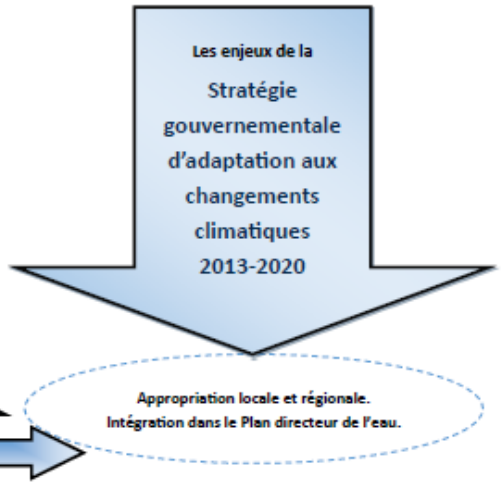 Les enjeux de la
Stratégie
gouvernementale
d'adaptation aux
changements
climatiques
2013-2020
Appropriation locale et régionale.
Intégration dans le Plan directeur de l'eau.